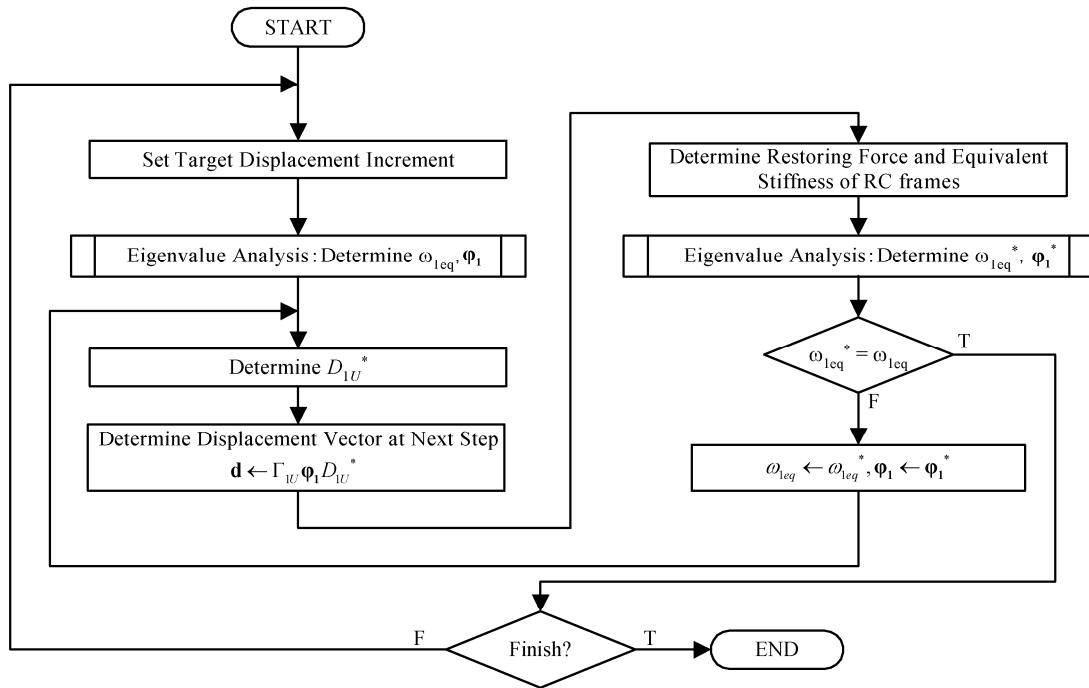 START
Set Target Displacement Increment
Eigenvalue Analysis: Determine ω₁eq, φ₁
Determine D₁U*
Determine Displacement Vector at Next Step
d ← Γ₁U φ₁ D₁U*
Determine Restoring Force and Equivalent
Stiffness of RC frames
Eigenvalue Analysis: Determine ω₁eq*, φ₁*
ω₁eq* = ω₁eq
T
F
ω₁eq ← ω₁eq*, φ₁ ← φ₁*
F
Finish?
T
END